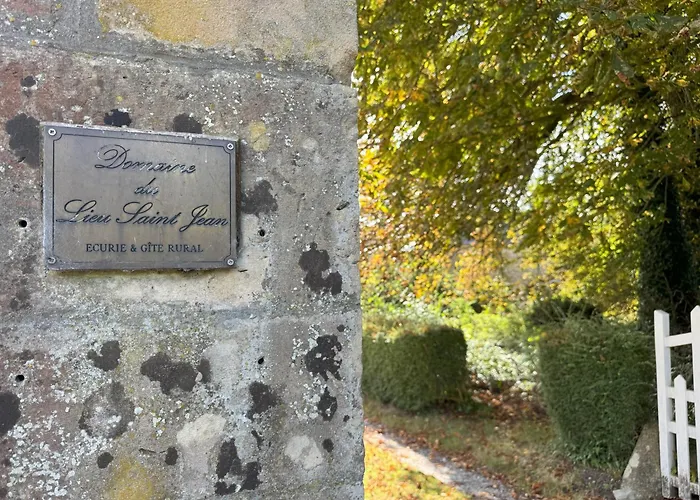 Domaine
du
Lieu Saint Jean
ECURIE & GÎTE RURAL